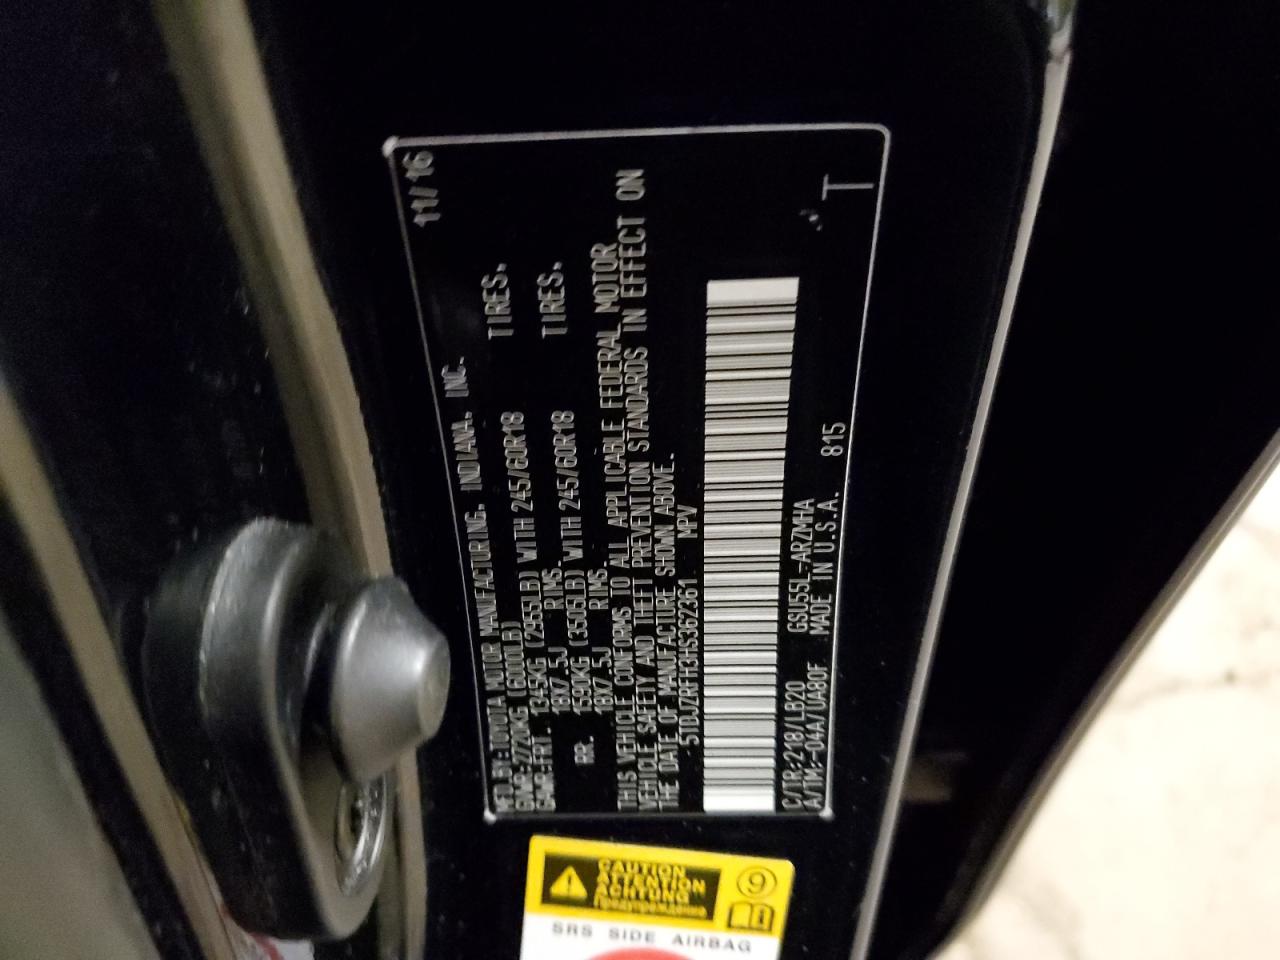 11/16
MFD.BY:TOYOTA MOTOR MANUFACTURING, INDIANA, INC.
GVWR:2720KG (6000LB)
GAWR:FRT. 1345KG (2965LB) WITH 245/60R18 TIRES.
18X7.5J RIMS.
RR. 1590KG (3505LB) WITH 245/60R18 TIRES.
18X7.5J RIMS.
THIS VEHICLE CONFORMS TO ALL APPLICABLE FEDERAL MOTOR
VEHICLE SAFETY AND THEFT PREVENTION STANDARDS IN EFFECT ON
THE DATE OF MANUFACTURE SHOWN ABOVE.
5TDJZRFH3HS362361 MPV
C/TR:218/LB20 GSU55L-ARZMHA
A/TM:-04A/UA80F MADE IN U.S.A. 815
T
CAUTION
ATTENTION
ACHTUNG
Предупреждение
9
SRS SIDE AIRBAG